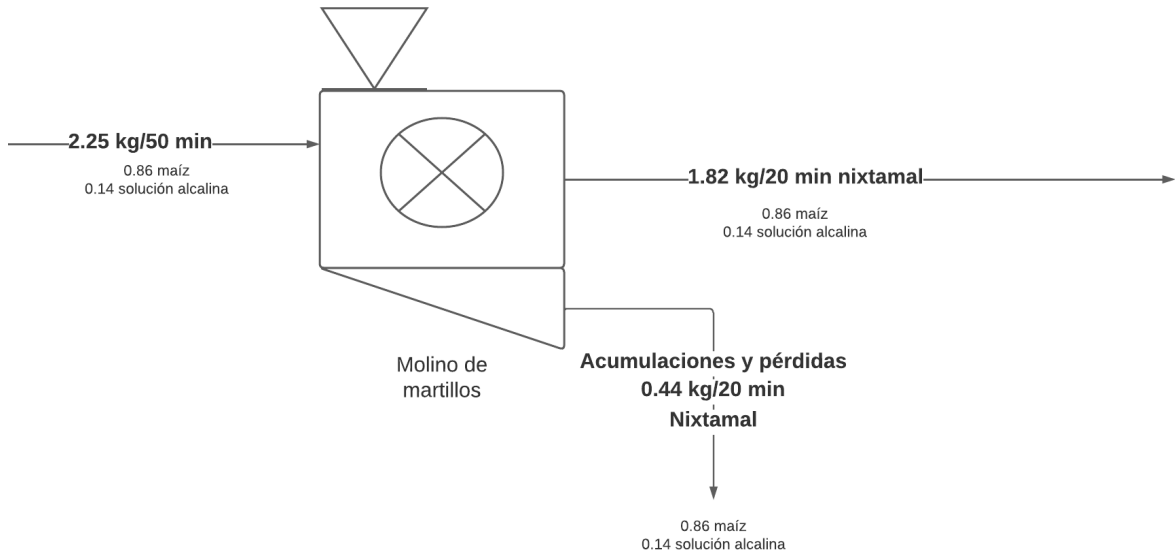 2.25 kg/50 min
0.86 maíz
0.14 solución alcalina
1.82 kg/20 min nixtamal
0.86 maíz
0.14 solución alcalina
Molino de
martillos
Acumulaciones y pérdidas
0.44 kg/20 min
Nixtamal
0.86 maíz
0.14 solución alcalina